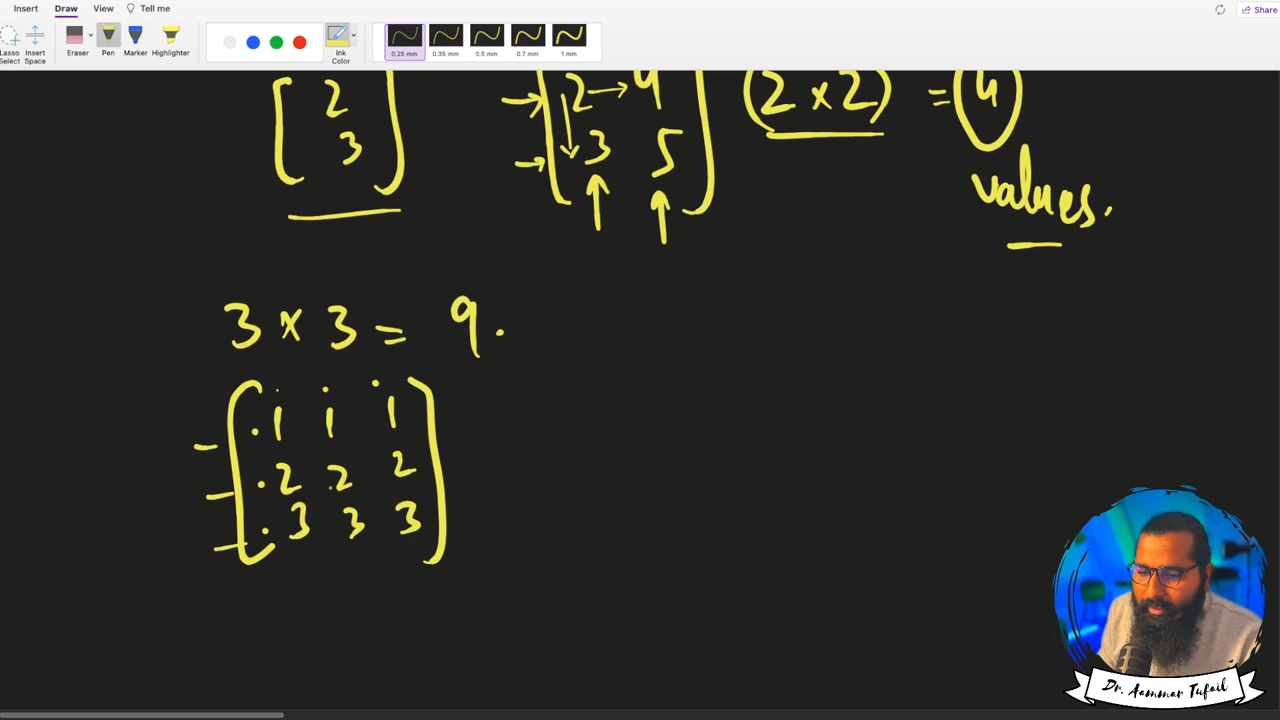 Insert Draw View Tell me
Share
Lasso Select
Insert Space
Eraser
Pen
Marker
Highlighter
Ink Color
0.25 mm
0.35 mm
0.5 mm
0.7 mm
1 mm
2 → 4 (2 × 2) = 4
2
3
3 5
values.
3 × 3 = 9.
1 1 1
2 2 2
3 3 3
Dr. Aammar Tufail